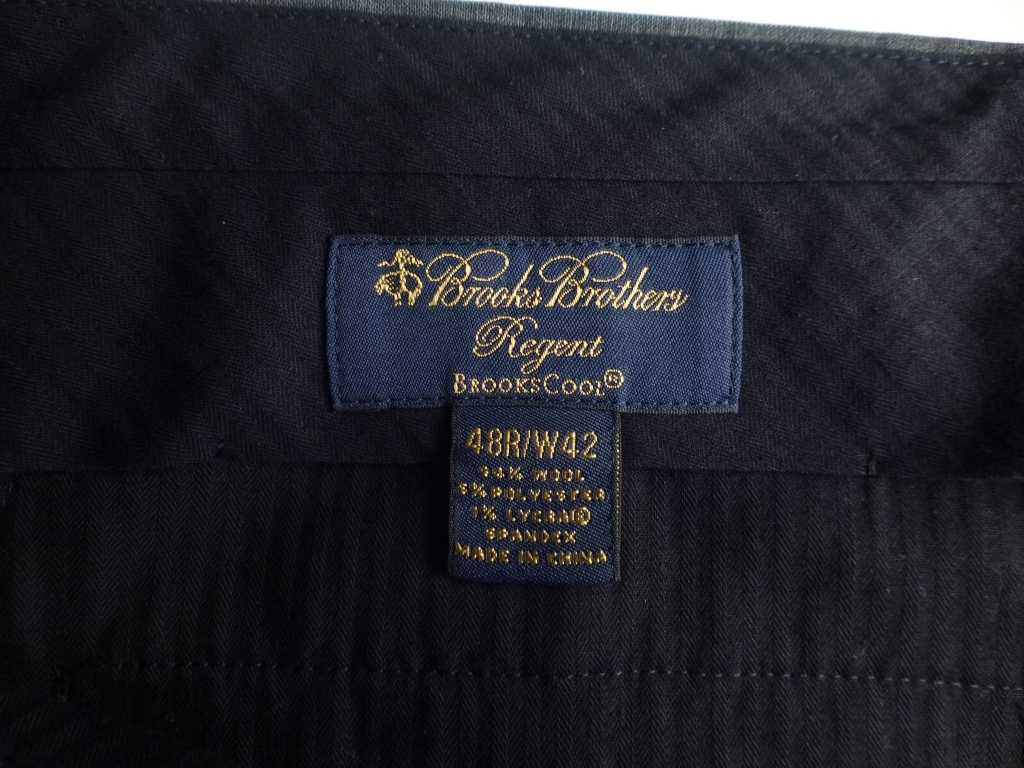 Brooks Brothers
Regent
BROOKSCOOL®
48R/W42
94% WOOL
5% POLYESTER
1% LYCRA®
SPANDEX
MADE IN CHINA